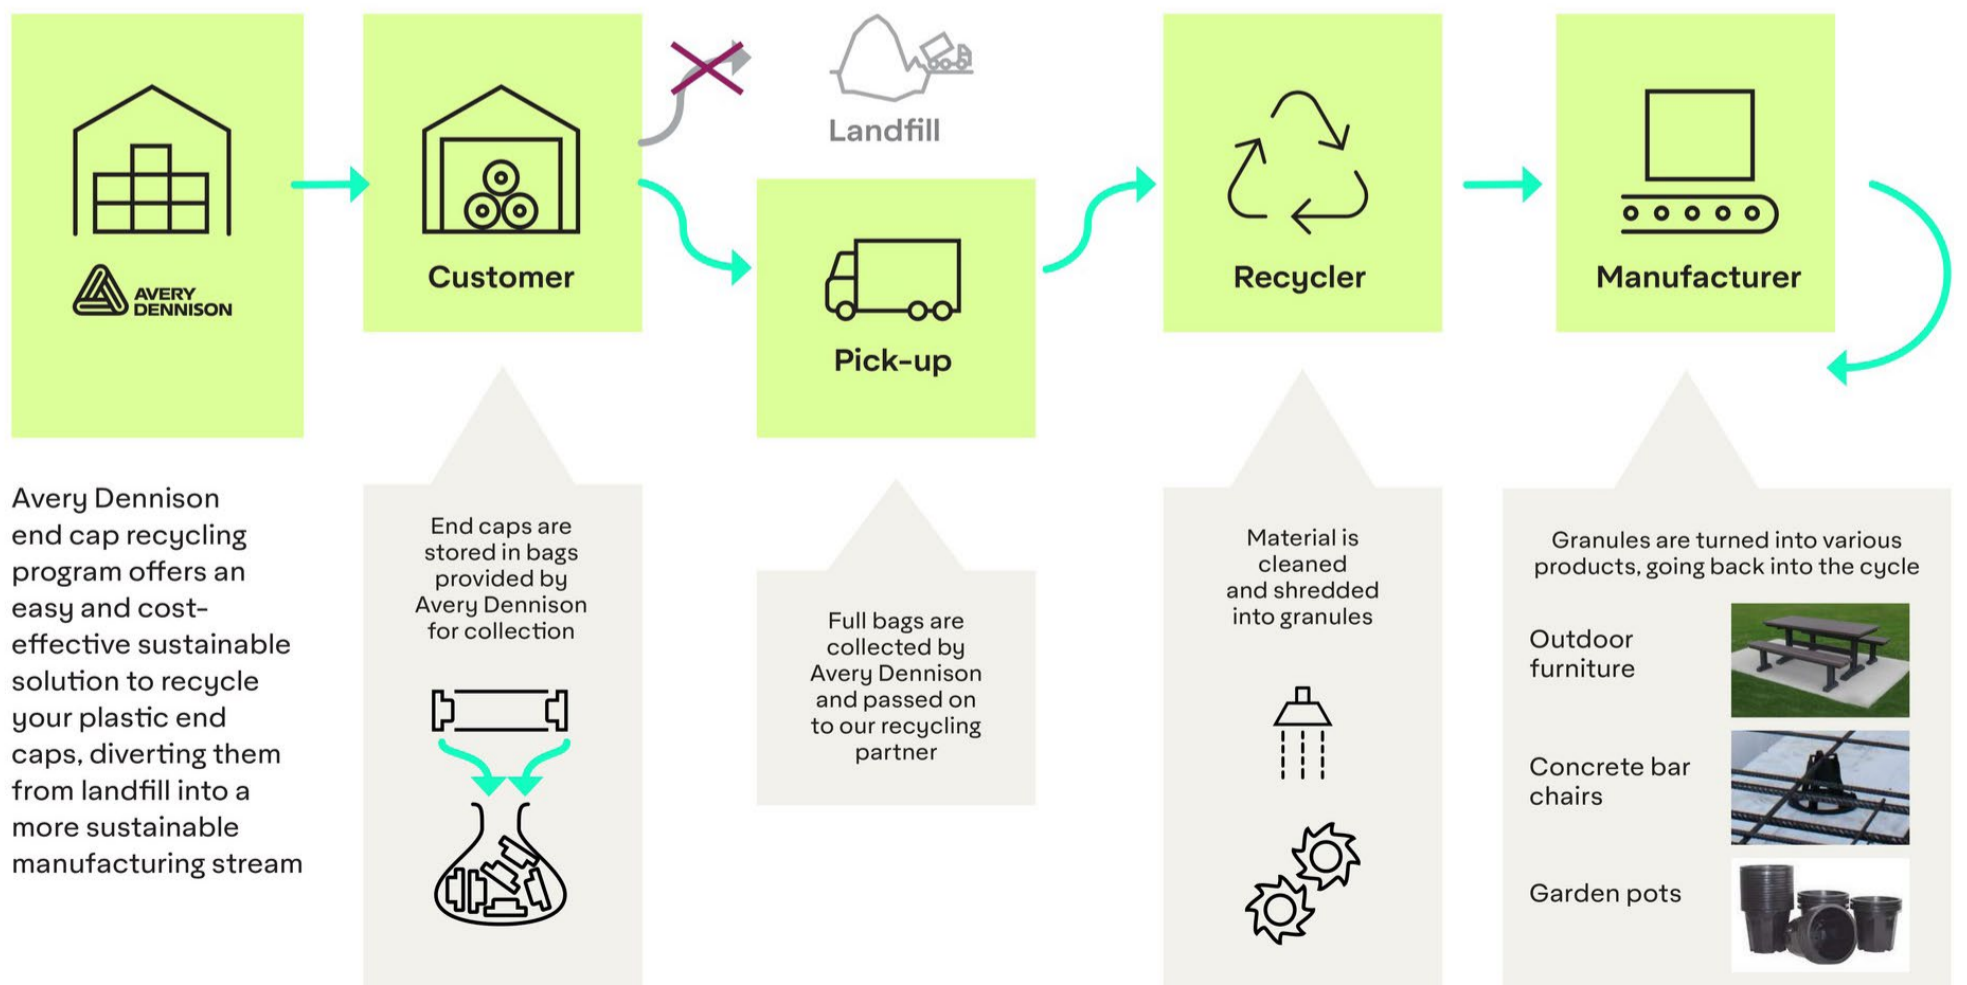 AVERY
DENNISON
Customer
Landfill
Pick-up
Recycler
Manufacturer
Avery Dennison
end cap recycling
program offers an
easy and cost-
effective sustainable
solution to recycle
your plastic end
caps, diverting them
from landfill into a
more sustainable
manufacturing stream
End caps are
stored in bags
provided by
Avery Dennison
for collection
Full bags are
collected by
Avery Dennison
and passed on
to our recycling
partner
Material is
cleaned
and shredded
into granules
Granules are turned into various
products, going back into the cycle
Outdoor
furniture
Concrete bar
chairs
Garden pots